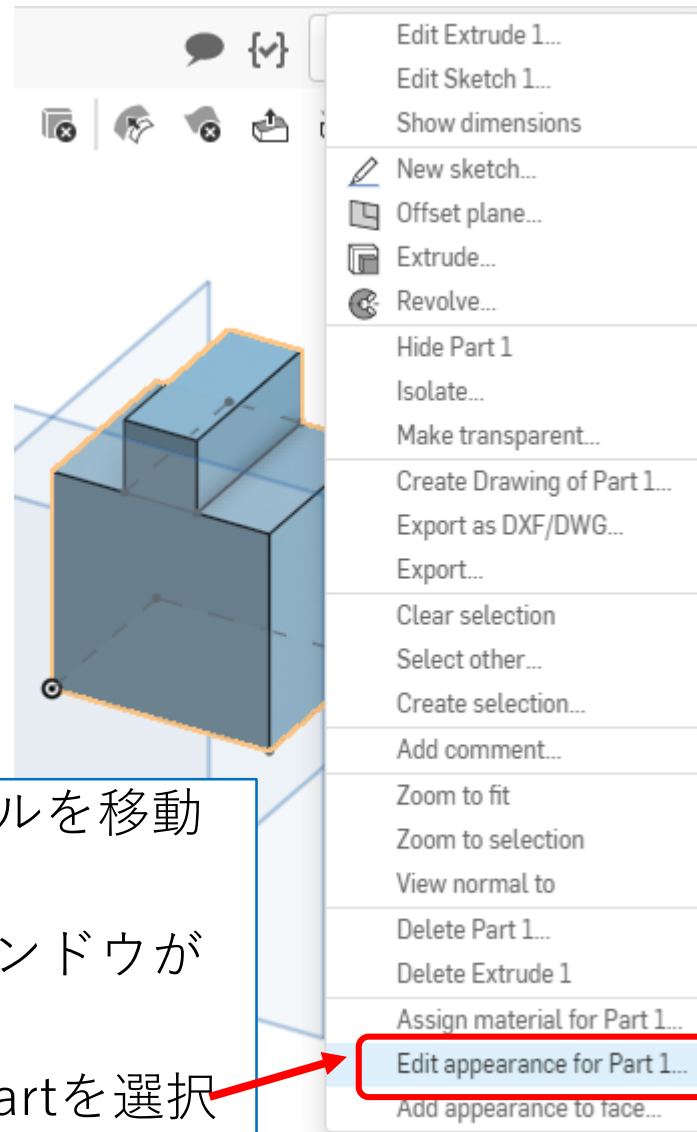 Edit Extrude 1...
Edit Sketch 1...
Show dimensions
New sketch...
Offset plane...
Extrude...
Revolve...
Hide Part 1
Isolate...
Make transparent...
Create Drawing of Part 1...
Export as DXF/DWG...
Export...
Clear selection
Select other...
Create selection...
Add comment...
Zoom to fit
Zoom to selection
View normal to
Delete Part 1...
Delete Extrude 1
Assign material for Part 1...
Edit appearance for Part 1...
Add appearance to face...
ルを移動
ンドウが
artを選択